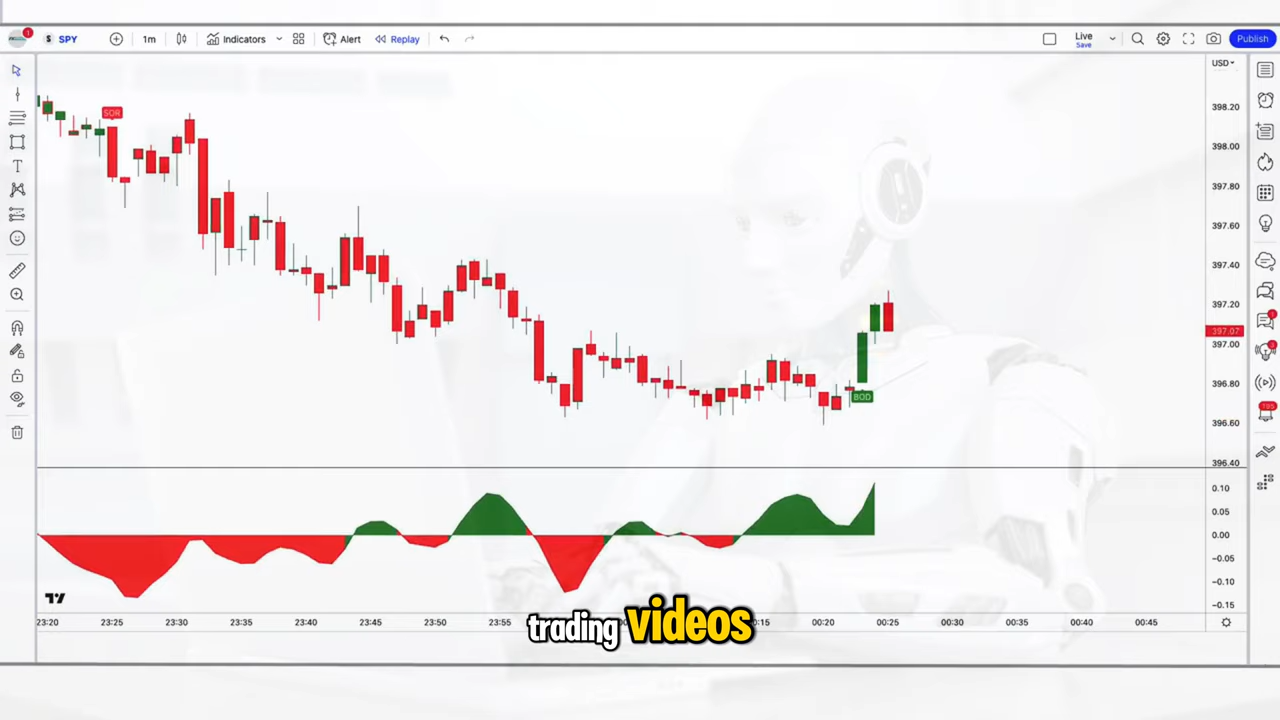 1 S SPY 1m Indicators Alert Replay Live Save Publish
USD
398.20
398.00
397.80
397.60
397.40
397.20
397.07
397.00
396.80
396.60
396.40
SOR
BOD
0.10
0.05
0.00
−0.05
−0.10
−0.15
23:20 23:25 23:30 23:35 23:40 23:45 23:50 23:55 00:20 00:25 00:30 00:35 00:40 00:45
trading videos